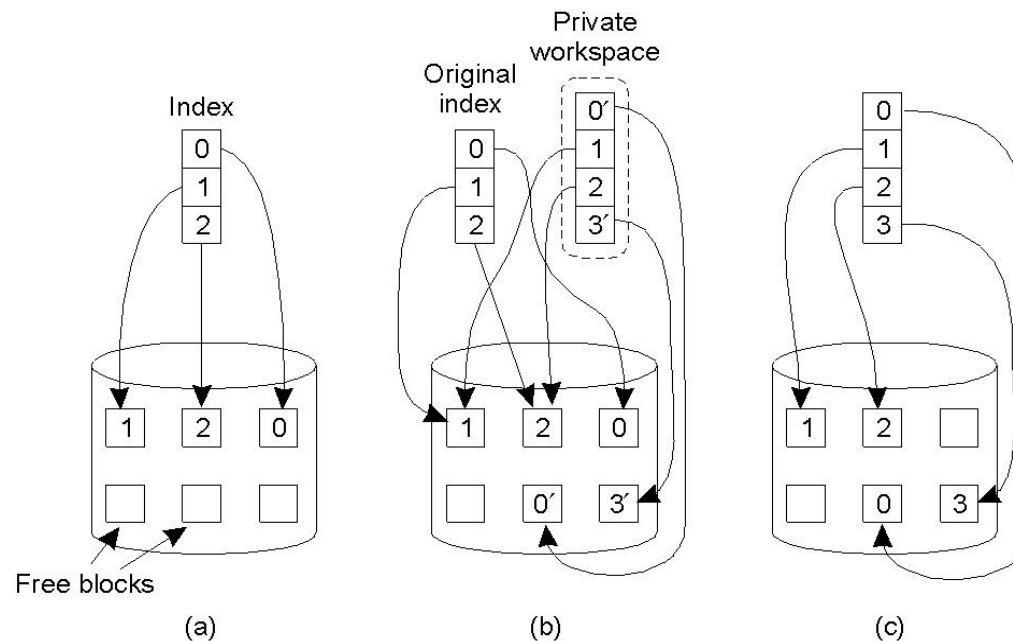 Index
0
1
2
1 2 0
Free blocks
(a)
Original
index
0
1
2
Private
workspace
0′
1
2
3′
1 2 0
0′ 3′
(b)
0
1
2
3
1 2
0 3
(c)